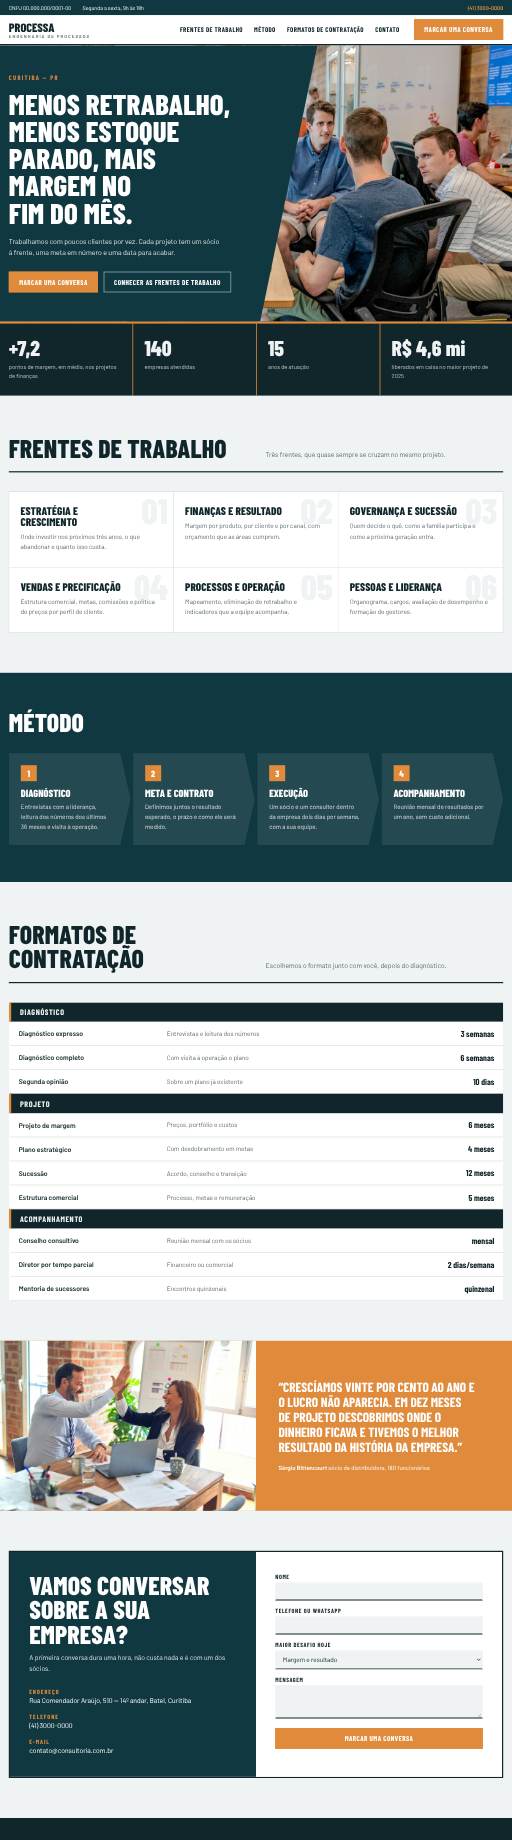 CNPJ 00.000.000/0001-00 Segunda a sexta, 9h às 18h (41) 3000-0000
PROCESSA
ENGENHARIA DE PROCESSOS
FRENTES DE TRABALHO MÉTODO FORMATOS DE CONTRATAÇÃO CONTATO MARCAR UMA CONVERSA
CURITIBA — PR
MENOS RETRABALHO,
MENOS ESTOQUE
PARADO, MAIS
MARGEM NO
FIM DO MÊS.
Trabalhamos com poucos clientes por vez. Cada projeto tem um sócio
à frente, uma meta em número e uma data para acabar.
MARCAR UMA CONVERSA CONHECER AS FRENTES DE TRABALHO
+7,2
pontos de margem, em média, nos projetos
de finanças
140
empresas atendidas
15
anos de atuação
R$ 4,6 mi
liberados em caixa no maior projeto de
2025
FRENTES DE TRABALHO
Três frentes, que quase sempre se cruzam no mesmo projeto.
01
ESTRATÉGIA E
CRESCIMENTO
Onde investir nos próximos três anos, o que
abandonar e quanto isso custa.
02
FINANÇAS E RESULTADO
Margem por produto, por cliente e por canal, com
orçamento que as áreas cumprem.
03
GOVERNANÇA E SUCESSÃO
Quem decide o quê, como a família participa e
como a próxima geração entra.
04
VENDAS E PRECIFICAÇÃO
Estrutura comercial, metas, comissões e política
de preços por perfil de cliente.
05
PROCESSOS E OPERAÇÃO
Mapeamento, eliminação de retrabalho e
indicadores que a equipe acompanha.
06
PESSOAS E LIDERANÇA
Organograma, cargos, avaliação de desempenho e
formação de gestores.
MÉTODO
1
DIAGNÓSTICO
Entrevistas com a liderança,
leitura dos números dos últimos
36 meses e visita à operação.
2
META E CONTRATO
Definimos juntos o resultado
esperado, o prazo e como ele será
medido.
3
EXECUÇÃO
Um sócio e um consultor dentro
da empresa dois dias por semana,
com a sua equipe.
4
ACOMPANHAMENTO
Reunião mensal de resultados por
um ano, sem custo adicional.
FORMATOS DE
CONTRATAÇÃO
Escolhemos o formato junto com você, depois do diagnóstico.
DIAGNÓSTICO
Diagnóstico expresso Entrevistas e leitura dos números 3 semanas
Diagnóstico completo Com visita à operação e plano 6 semanas
Segunda opinião Sobre um plano já existente 10 dias
PROJETO
Projeto de margem Preços, portfólio e custos 6 meses
Plano estratégico Com desdobramento em metas 4 meses
Sucessão Acordo, conselho e transição 12 meses
Estrutura comercial Processo, metas e remuneração 5 meses
ACOMPANHAMENTO
Conselho consultivo Reunião mensal com os sócios mensal
Diretor por tempo parcial Financeiro ou comercial 2 dias/semana
Mentoria de sucessores Encontros quinzenais quinzenal
"CRESCÍAMOS VINTE POR CENTO AO ANO E
O LUCRO NÃO APARECIA. EM DEZ MESES
DE PROJETO DESCOBRIMOS ONDE O
DINHEIRO FICAVA E TIVEMOS O MELHOR
RESULTADO DA HISTÓRIA DA EMPRESA."
Sérgio Bittencourt sócio de distribuidora, 180 funcionários
VAMOS CONVERSAR
SOBRE A SUA
EMPRESA?
A primeira conversa dura uma hora, não custa nada e é com um dos
sócios.
ENDEREÇO
Rua Comendador Araújo, 510 — 14º andar, Batel, Curitiba
TELEFONE
(41) 3000-0000
E-MAIL
contato@consultoria.com.br
NOME
TELEFONE OU WHATSAPP
MAIOR DESAFIO HOJE
Margem e resultado
MENSAGEM
MARCAR UMA CONVERSA